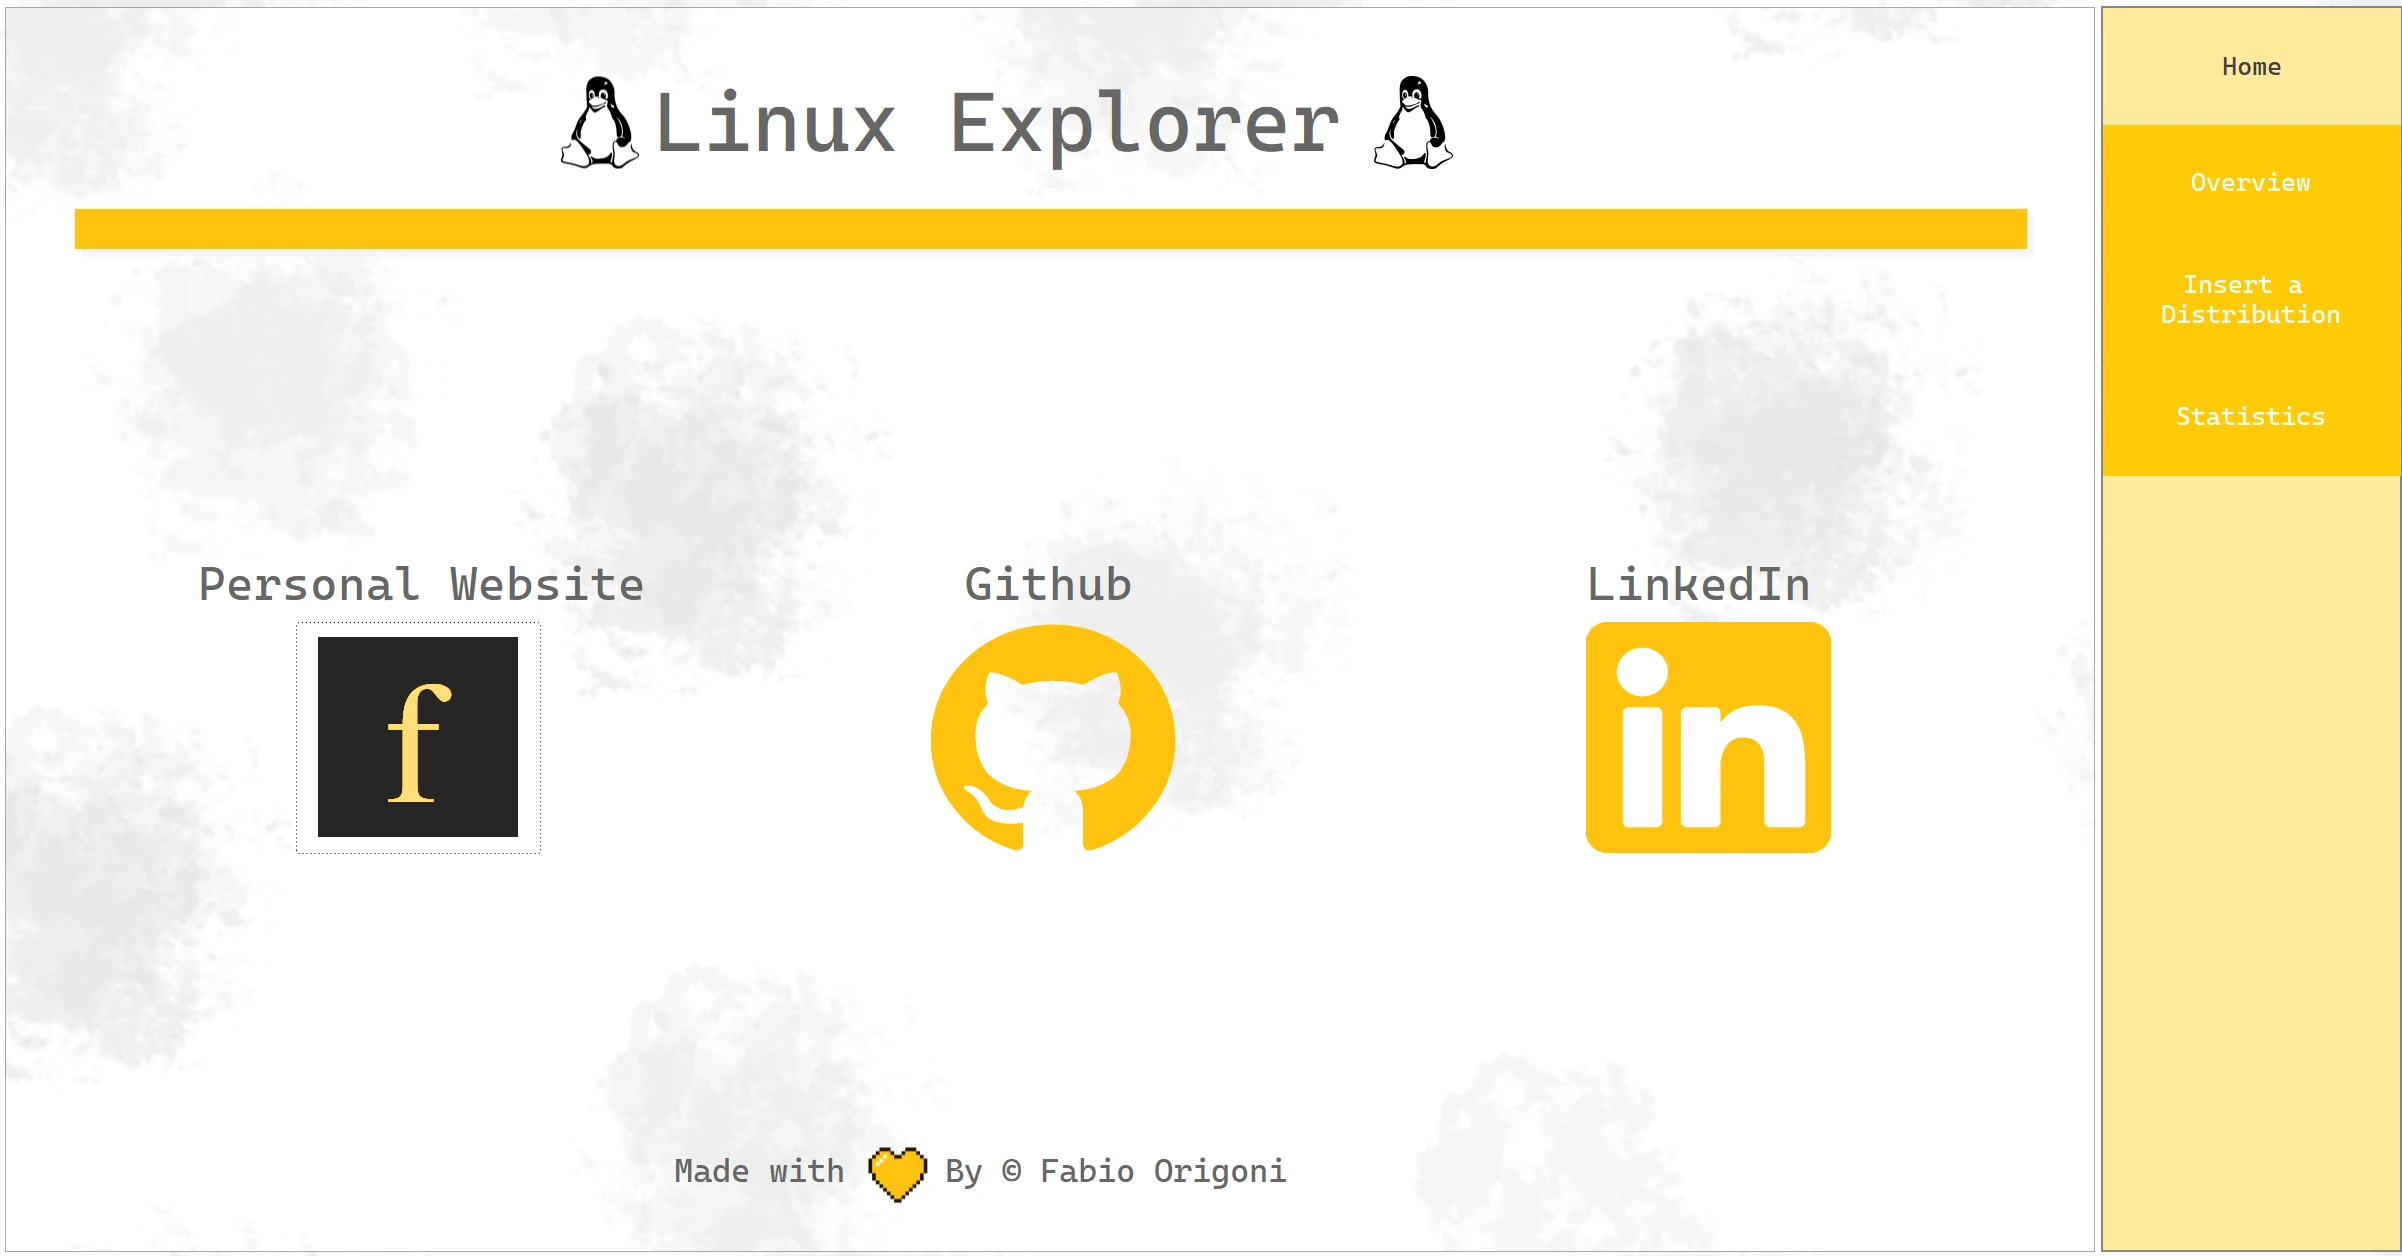 Linux Explorer
Personal Website
Github
LinkedIn
f
in
Made with By © Fabio Origoni
Home
Overview
Insert a
Distribution
Statistics